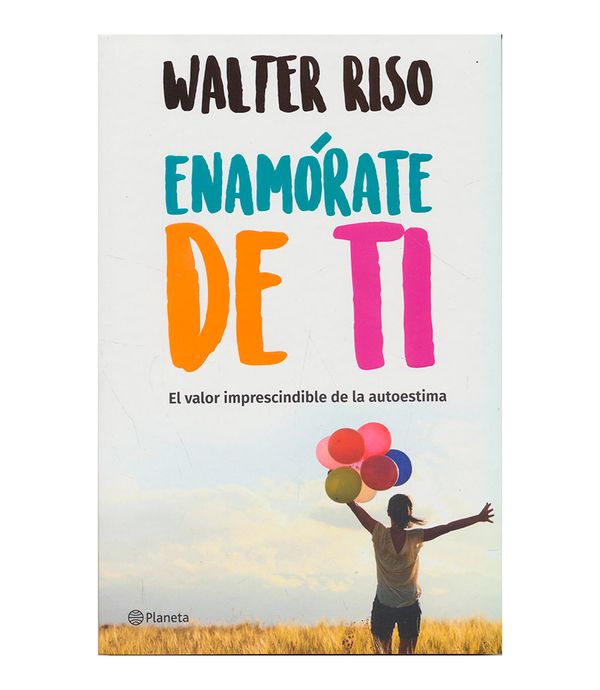 WALTER RISO
ENAMÓRATE
DE TI
El valor imprescindible de la autoestima
Planeta